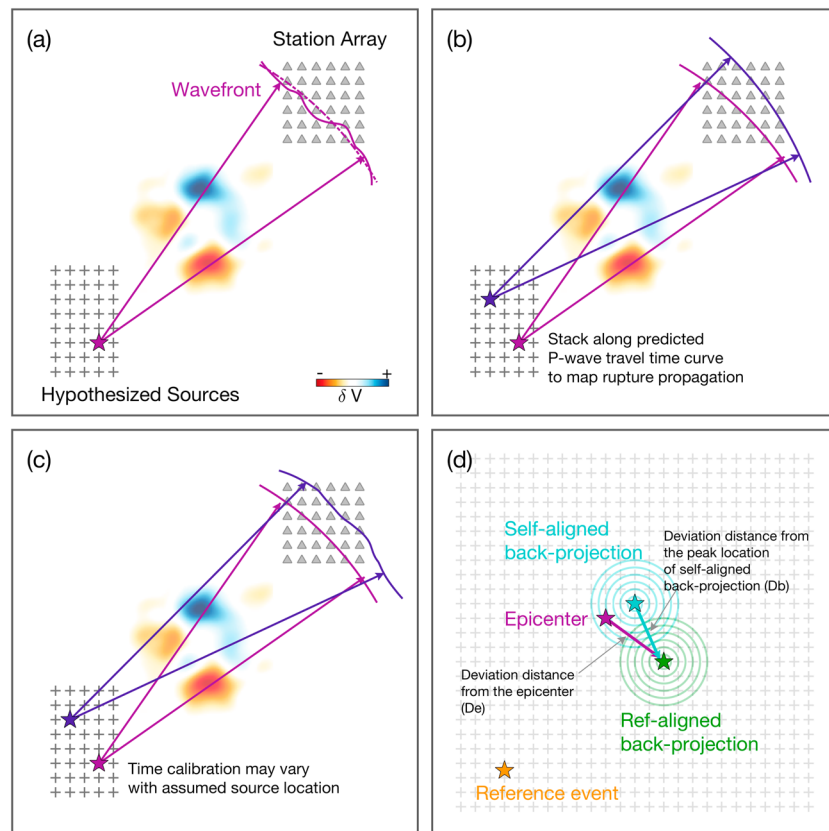 (a)
Station Array
Wavefront
Hypothesized Sources
- +
δ V
(b)
Stack along predicted
P-wave travel time curve
to map rupture propagation
(c)
Time calibration may vary
with assumed source location
(d)
Self-aligned
back-projection
Deviation distance from
the peak location
of self-aligned
back-projection (Db)
Epicenter
Deviation distance
from the epicenter
(De)
Ref-aligned
back-projection
Reference event